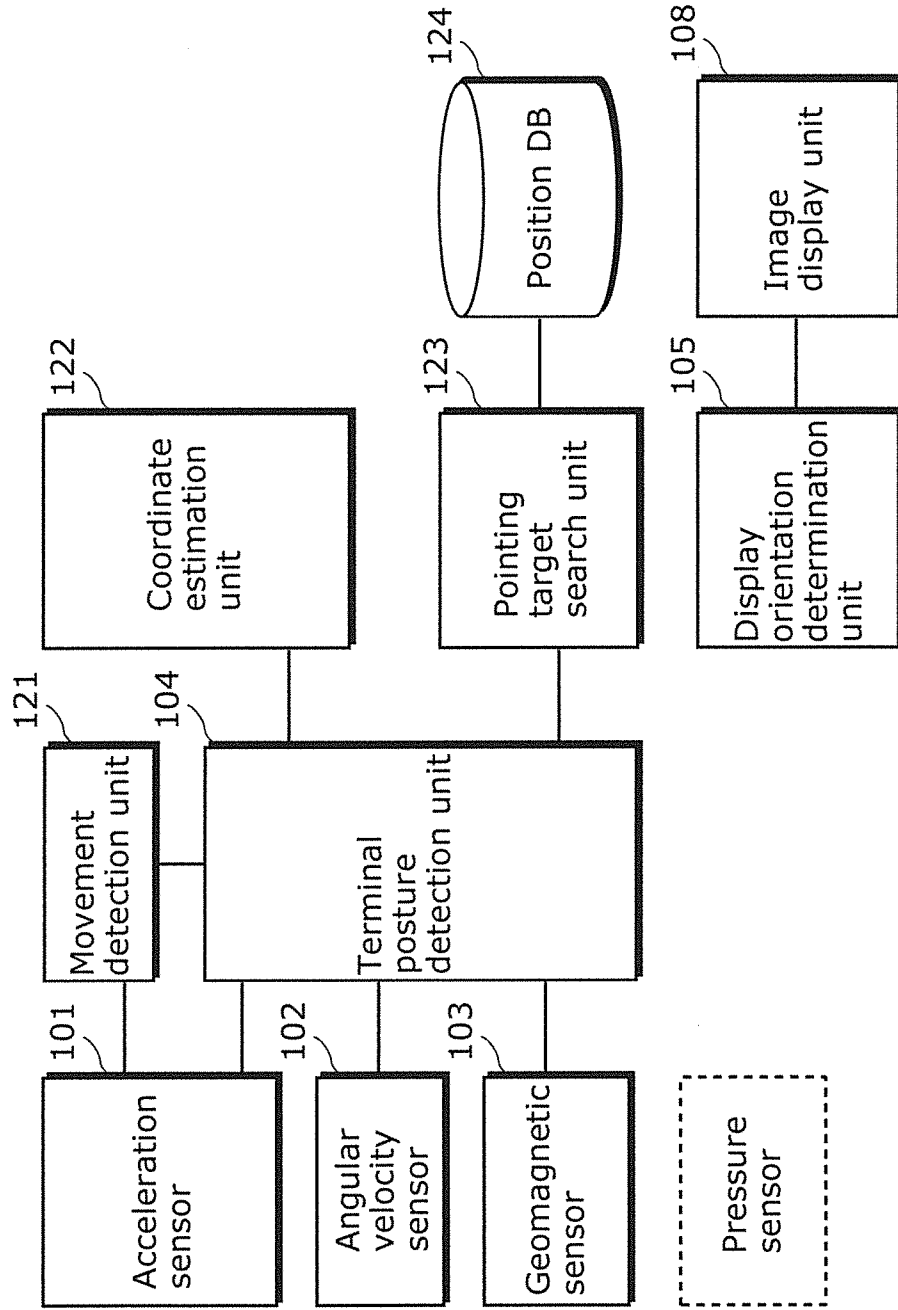 101
Acceleration
sensor
102
Angular
velocity
sensor
103
Geomagnetic
sensor
Pressure
sensor
121
Movement
detection unit
104
Terminal
posture
detection unit
122
Coordinate
estimation
unit
123
Pointing
target
search unit
124
Position DB
105
Display
orientation
determination
unit
108
Image
display unit